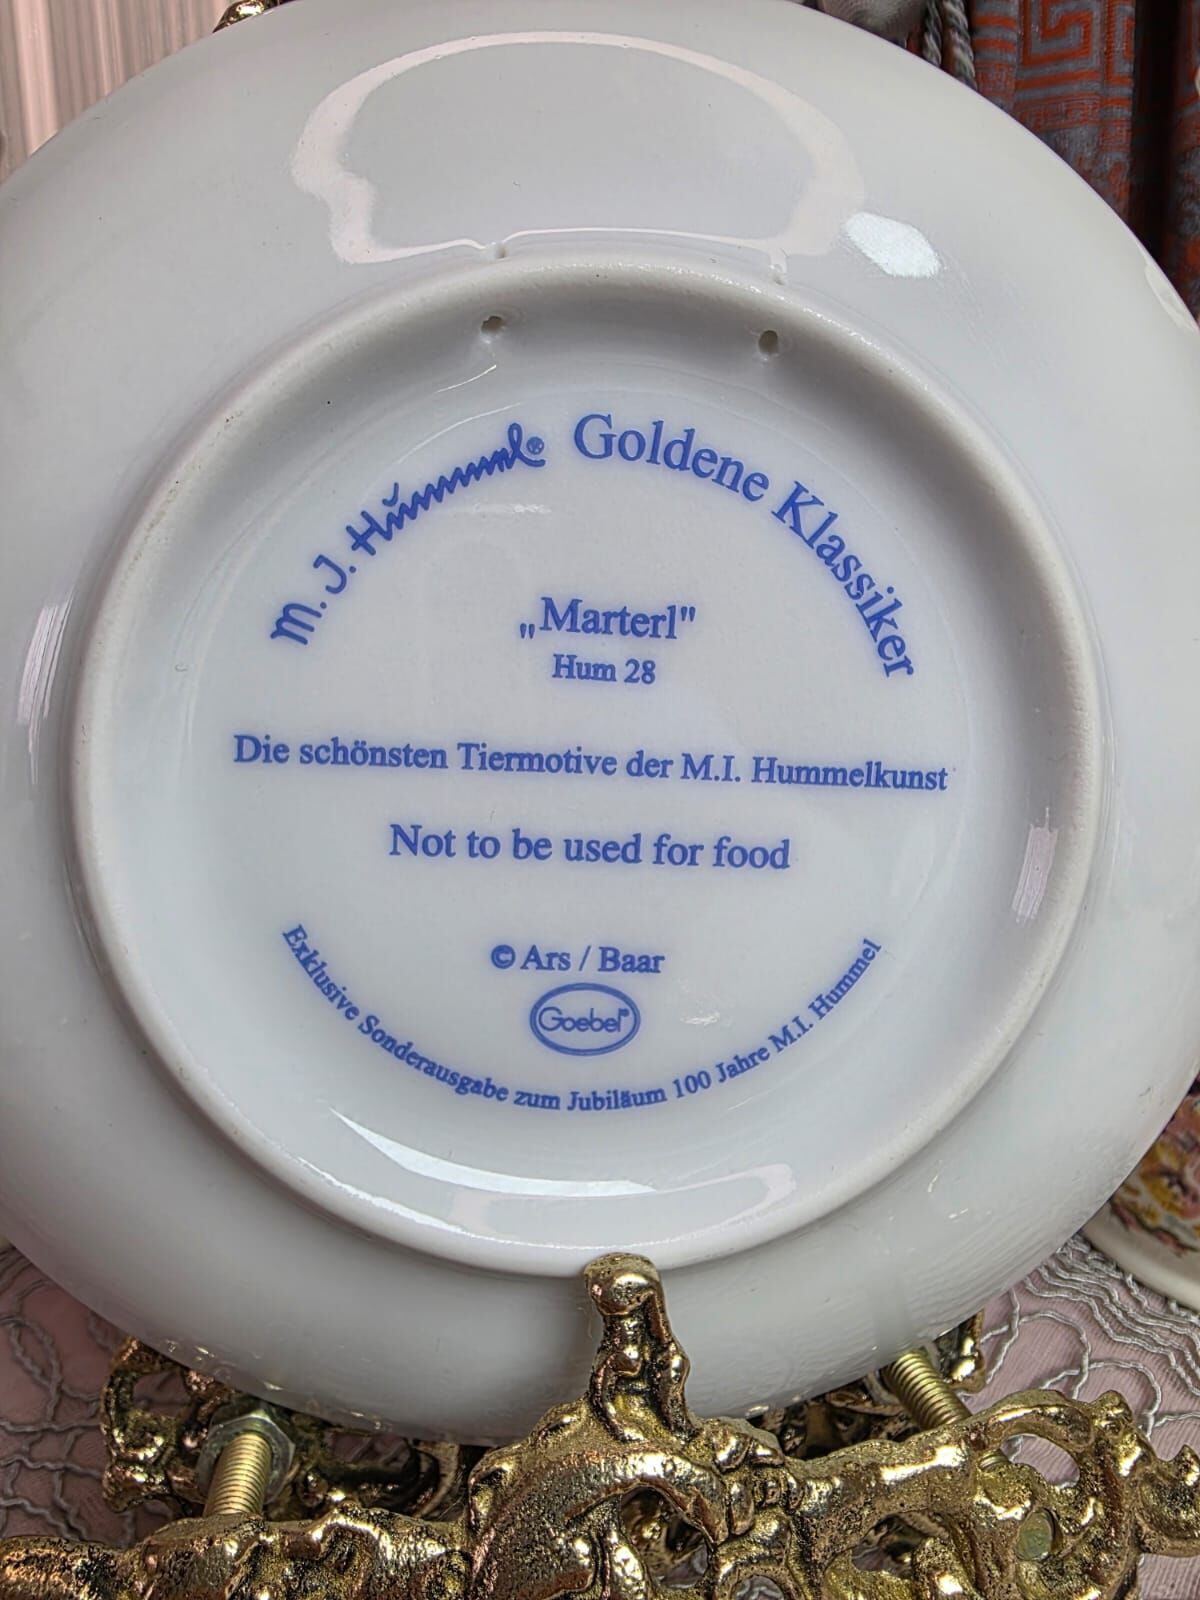 M. J. Hummel® Goldene Klassiker
„Marterl"
Hum 28
Die schönsten Tiermotive der M.I. Hummelkunst
Not to be used for food
© Ars / Baar
Goebel®
Exklusive Sonderausgabe zum Jubiläum 100 Jahre M.I. Hummel